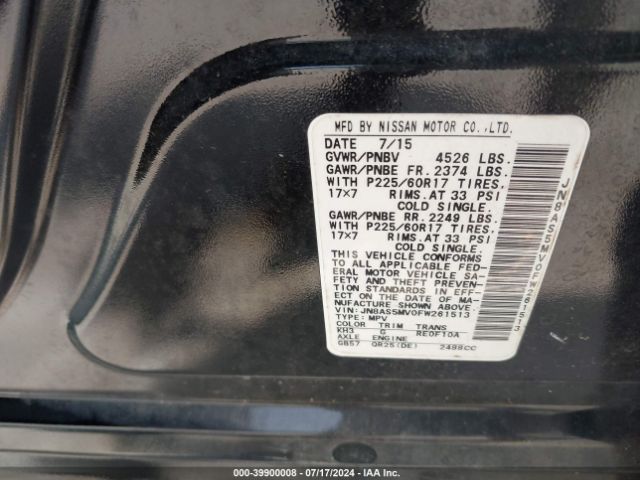 MFD BY NISSAN MOTOR CO.,LTD.
DATE 7/15
GVWR/PNBV 4526 LBS.
GAWR/PNBE FR. 2374 LBS.
WITH P225/60R17 TIRES,
17x7 RIMS. AT 33 PSI
COLD SINGLE.
GAWR/PNBE RR. 2249 LBS.
WITH P225/60R17 TIRES,
17x7 RIMS. AT 33 PSI
COLD SINGLE.
THIS VEHICLE CONFORMS
TO ALL APPLICABLE FED-
ERAL MOTOR VEHICLE SA-
FETY AND THEFT PREVEN-
TION STANDARDS IN EFF-
ECT ON THE DATE OF MA-
NUFACTURE SHOWN ABOVE.
VIN: JN8AS5MV0FW261513
TYPE: MPV
COLOR TRIM TRANS
KH3 G RE0F10A
AXLE ENGINE
GB57 QR25(DE) 2488CC
JN8AS5MV0FW261513
000-39900008 - 07/17/2024 - IAA Inc.